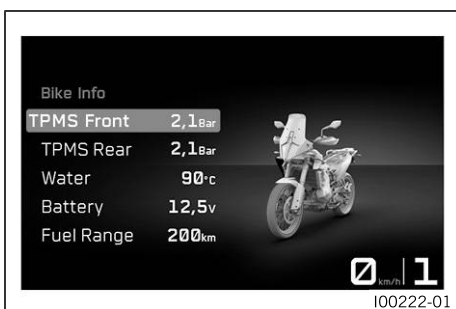 Bike Info
TPMS Front 2,1Bar
TPMS Rear 2,1Bar
Water 90°C
Battery 12,5V
Fuel Range 200km
0 km/h 1
I00222-01